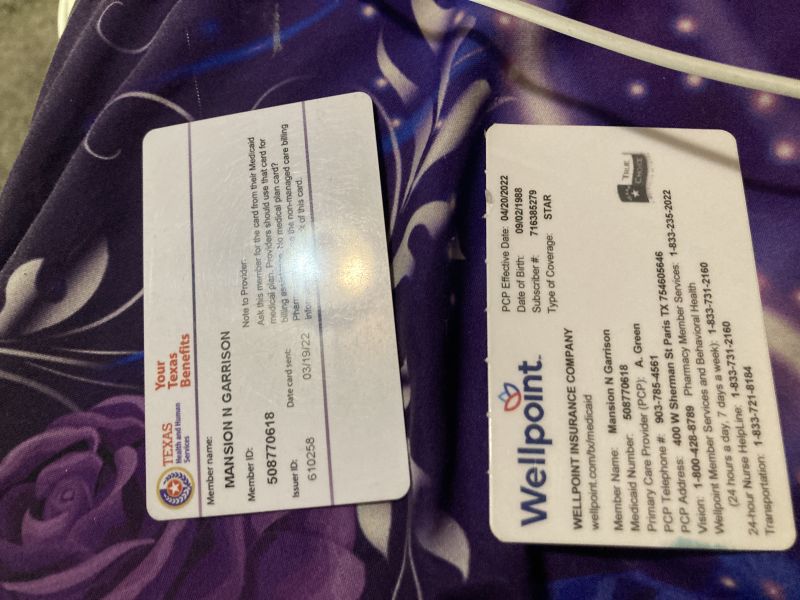 TEXAS
Health and Human
Services
Your
Texas
Benefits
Member name:
MANSION N GARRISON
Member ID:
508770618
Issuer ID:
610258
Date card sent:
03/19/22
Note to Provider:
Ask this member for the card from their Medicaid
medical plan. Providers should use that card for
billing No medical plan card?
the non-managed care billing
of this card.
Wellpoint
PCP Effective Date: 04/20/2022
Date of Birth: 09/02/1988
Subscriber #: 716385279
Type of Coverage: STAR
TRUE
CHOICE
WELLPOINT INSURANCE COMPANY
wellpoint.com/tx/medicaid
Member Name: Mansion N Garrison
Medicaid Number: 508770618
Primary Care Provider (PCP): A. Green
PCP Telephone #: 903-785-4561
PCP Address: 400 W Sherman St Paris TX 754605646
Vision: 1-800-428-8789 Pharmacy Member Services: 1-833-235-2022
Wellpoint Member Services and Behavioral Health
(24 hours a day, 7 days a week): 1-833-731-2160
24-hour Nurse HelpLine: 1-833-731-2160
Transportation: 1-833-721-8184